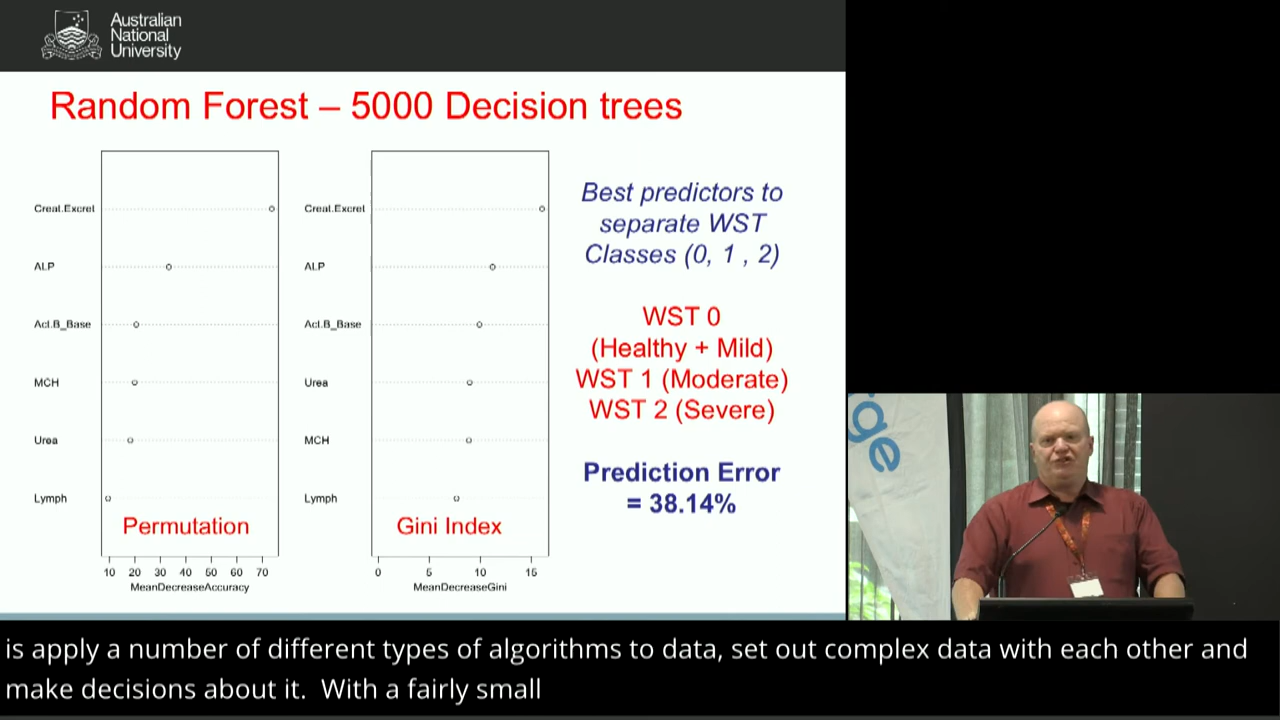 Australian
National
University
Random Forest – 5000 Decision trees
Creat.Excret
ALP
Act.B_Base
MCH
Urea
Lymph
Permutation
10 20 30 40 50 60 70
MeanDecreaseAccuracy
Creat.Excret
ALP
Act.B_Base
Urea
MCH
Lymph
Gini Index
0 5 10 15
MeanDecreaseGini
Best predictors to
separate WST
Classes (0, 1 , 2)
WST 0
(Healthy + Mild)
WST 1 (Moderate)
WST 2 (Severe)
Prediction Error
= 38.14%
ge
is apply a number of different types of algorithms to data, set out complex data with each other and
make decisions about it.  With a fairly small